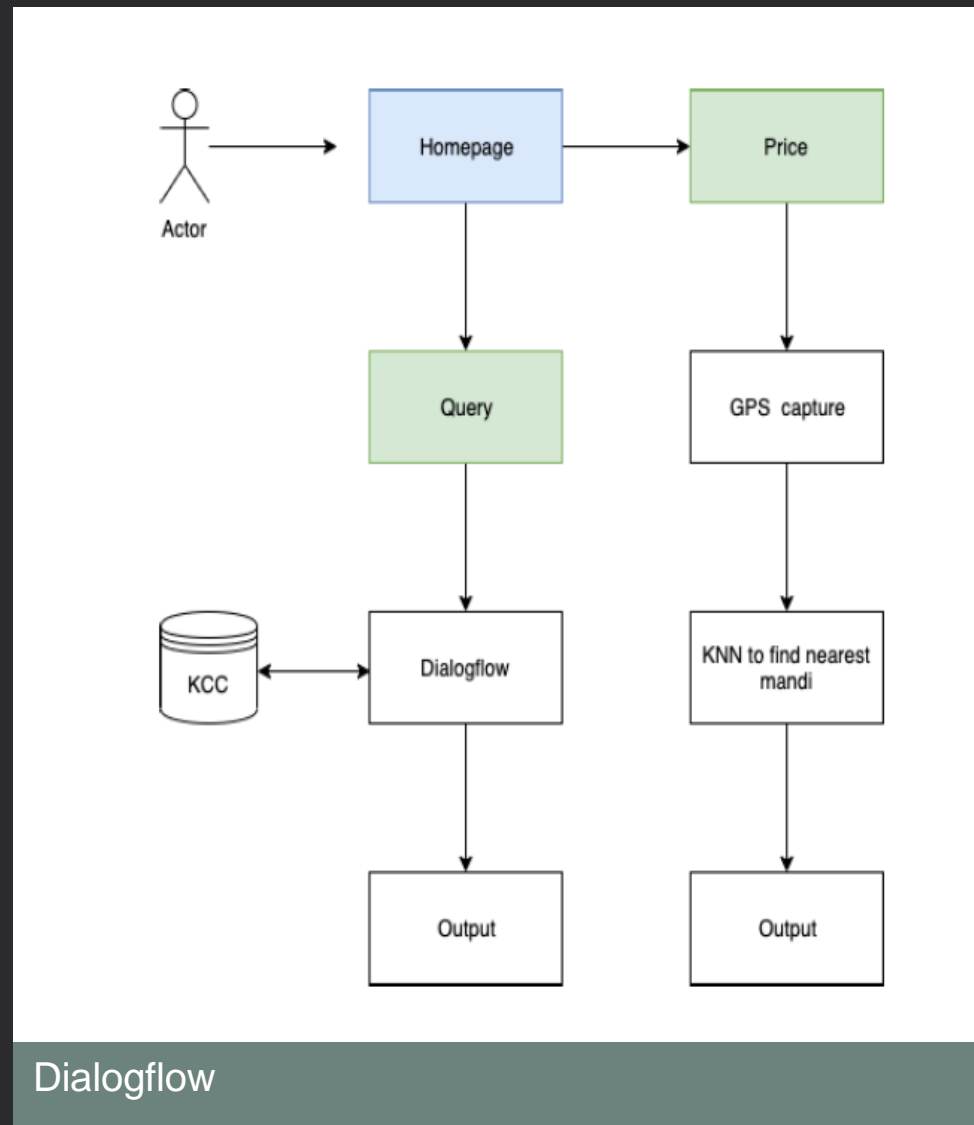 Homepage
Price
Actor
Query
GPS capture
KCC
Dialogflow
KNN to find nearest
mandi
Output
Output
Dialogflow